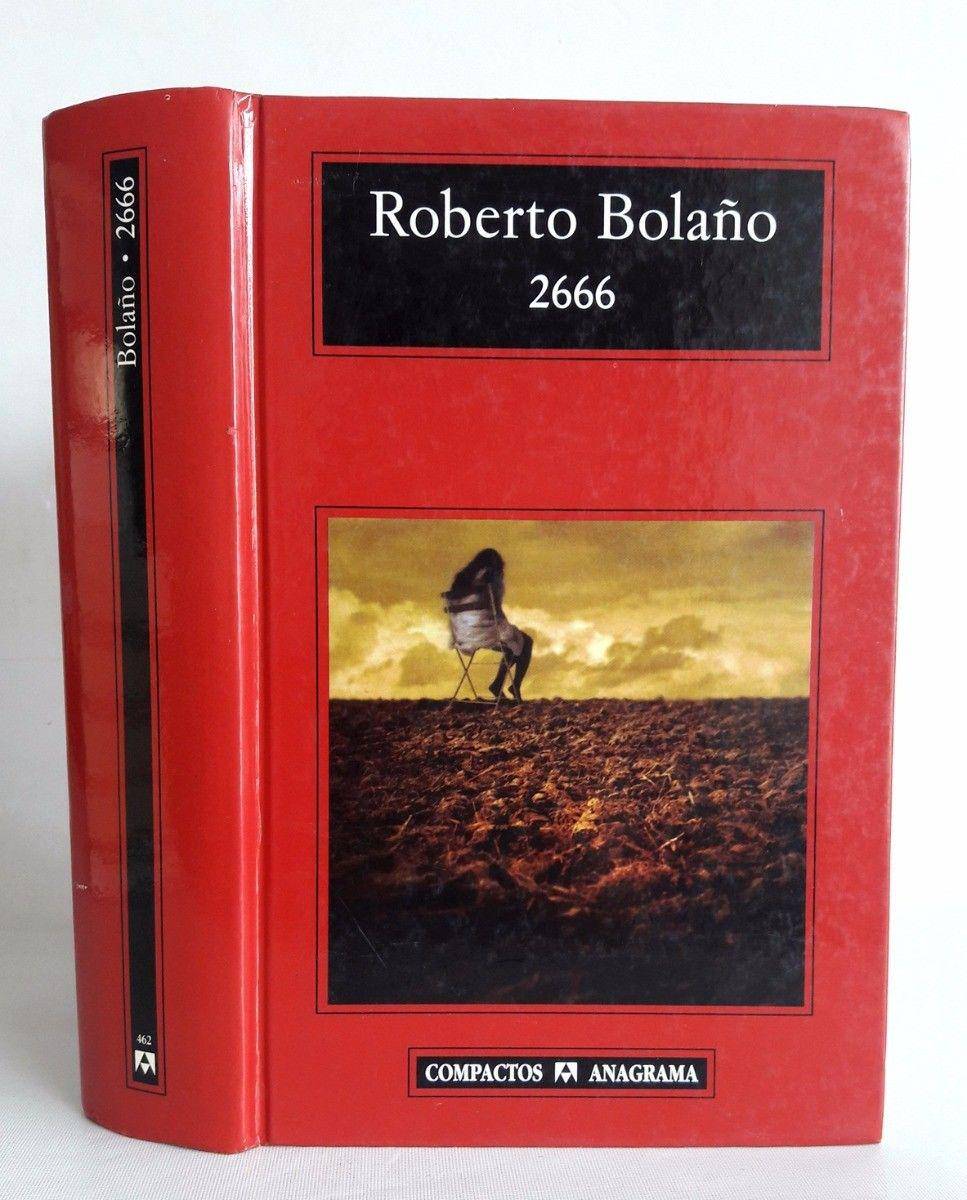 Bolaño · 2666
462
Roberto Bolaño
2666
COMPACTOS ANAGRAMA